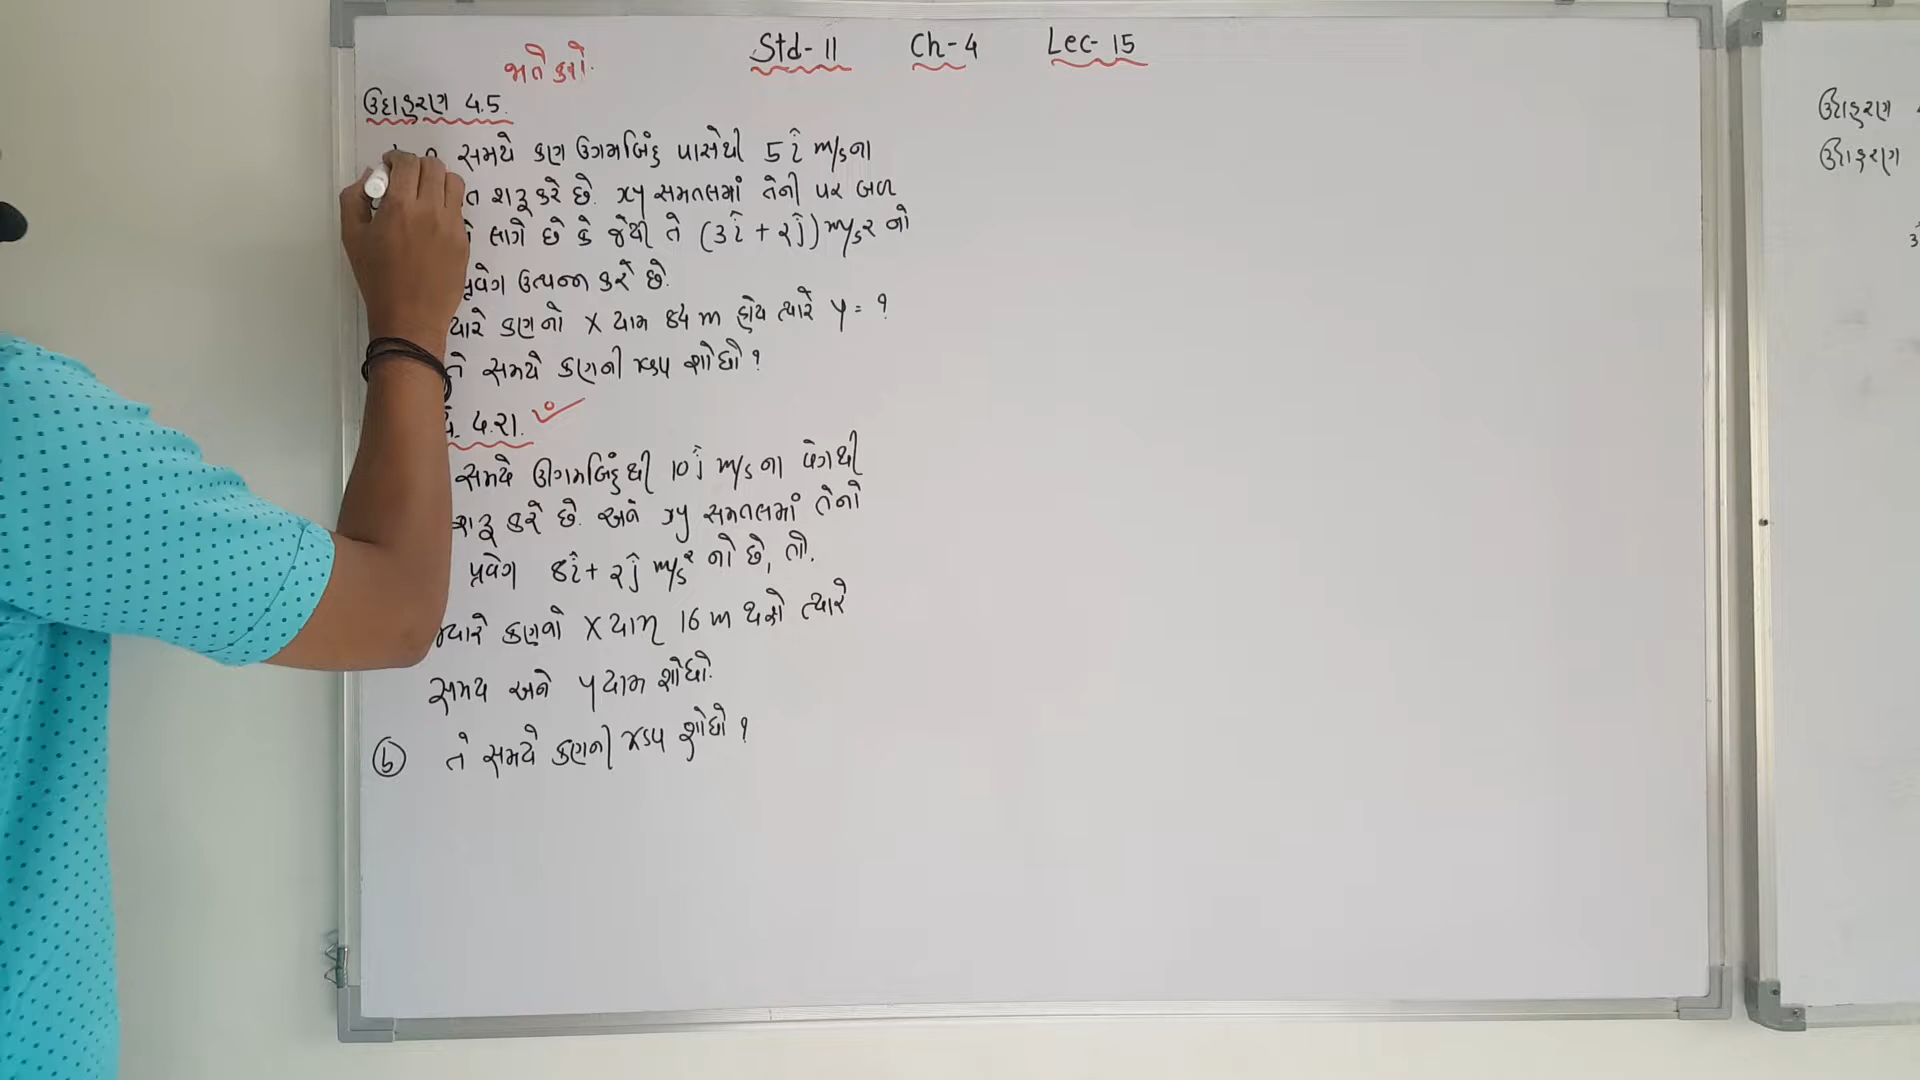 Std-11 Ch-4 Lec-15
જાતે કરો.
ઉદાહરણ 4.5.
સમયે કણ ઉગમબિંદુ પાસેથી 5 î m/s ના
ત શરૂ કરે છે. xy સમતલમાં તેની પર બળ
લાગે છે કે જેથી તે (3î + 2ĵ) m/s2 નો
પ્રવેગ ઉત્પન્ન કરે છે.
યારે કણનો X યામ 84 m હોય ત્યારે y = ?
તે સમયે કણની ઝડપ શોધો ?
4.21.
સમયે ઊગમબિંદુથી 10 ĵ m/s ના વેગથી
શરૂ કરે છે. અને xy સમતલમાં તેનો
પ્રવેગ 8î + 2ĵ m/s² નો છે, તો.
જ્યારે કણનો X યામ 16 m થશે ત્યારે
સમય અને y યામ શોધો.
(b) તે સમયે કણની ઝડપ શોધો ?
ઉદાહરણ
ઉદાહરણ